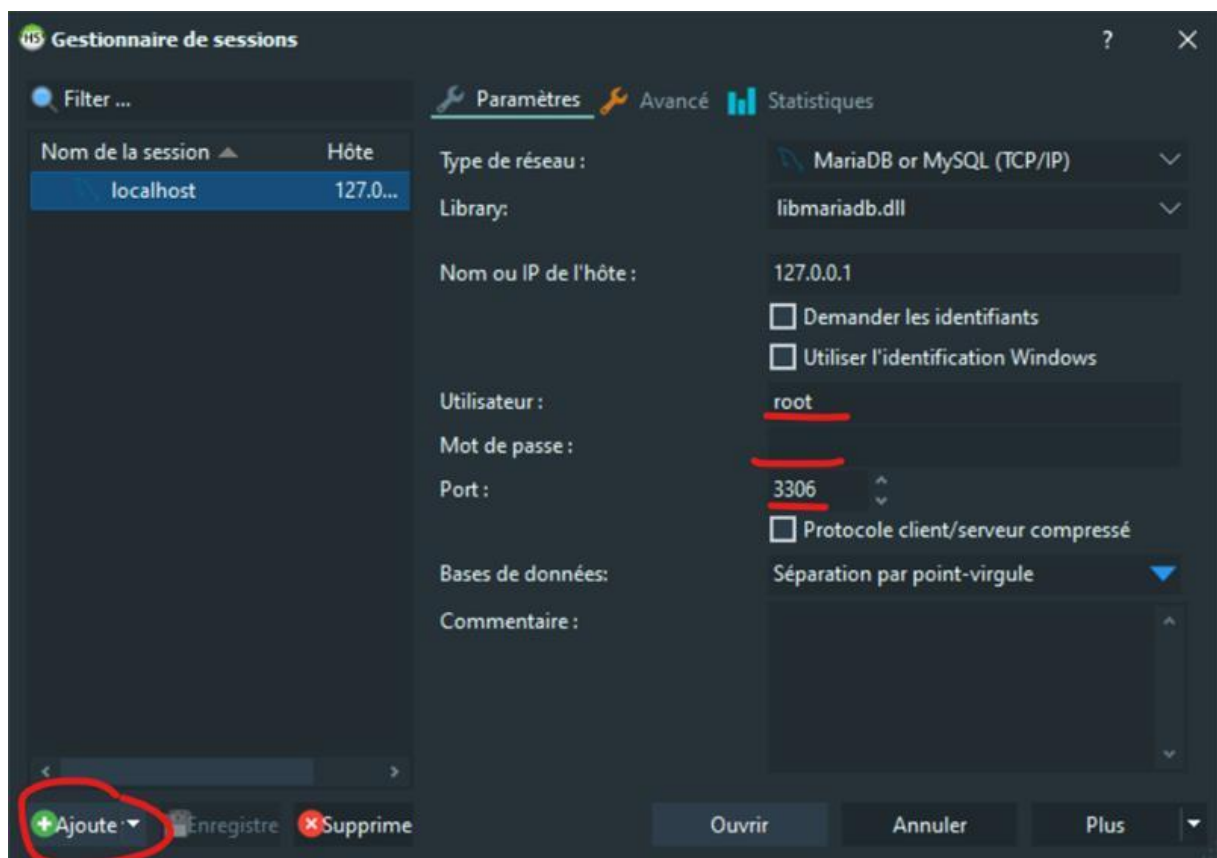 HS Gestionnaire de sessions ?
Filter ...
Paramètres Avancé Statistiques
Nom de la session Hôte
localhost 127.0...
Type de réseau : MariaDB or MySQL (TCP/IP)
Library: libmariadb.dll
Nom ou IP de l'hôte : 127.0.0.1
Demander les identifiants
Utiliser l'identification Windows
Utilisateur : root
Mot de passe :
Port : 3306
Protocole client/serveur compressé
Bases de données: Séparation par point-virgule
Commentaire :
Ajoute Enregistre Supprime Ouvrir Annuler Plus